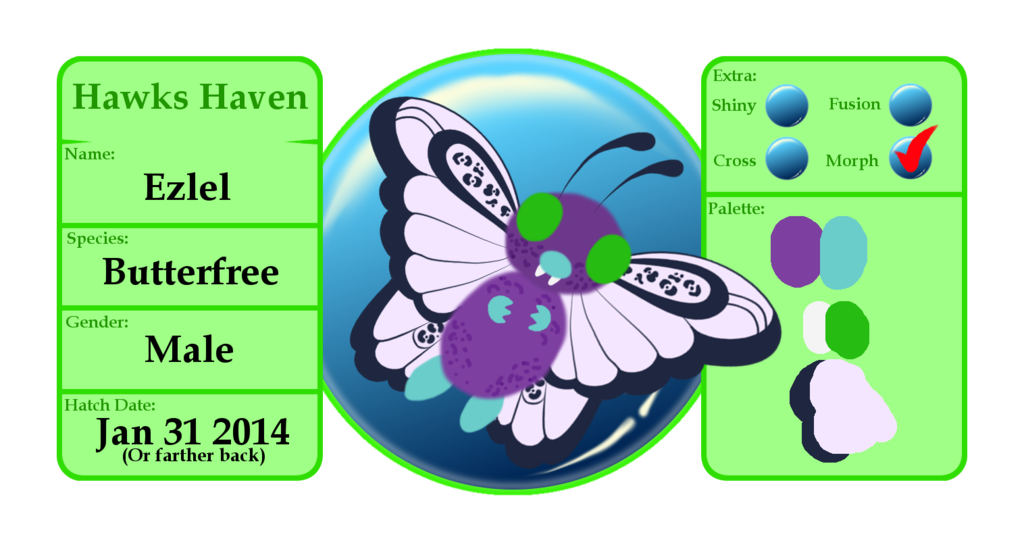 Hawks Haven
Name:
Ezlel
Species:
Butterfree
Gender:
Male
Hatch Date:
Jan 31 2014
(Or farther back)
Extra:
Shiny
Fusion
Cross
Morph
Palette: